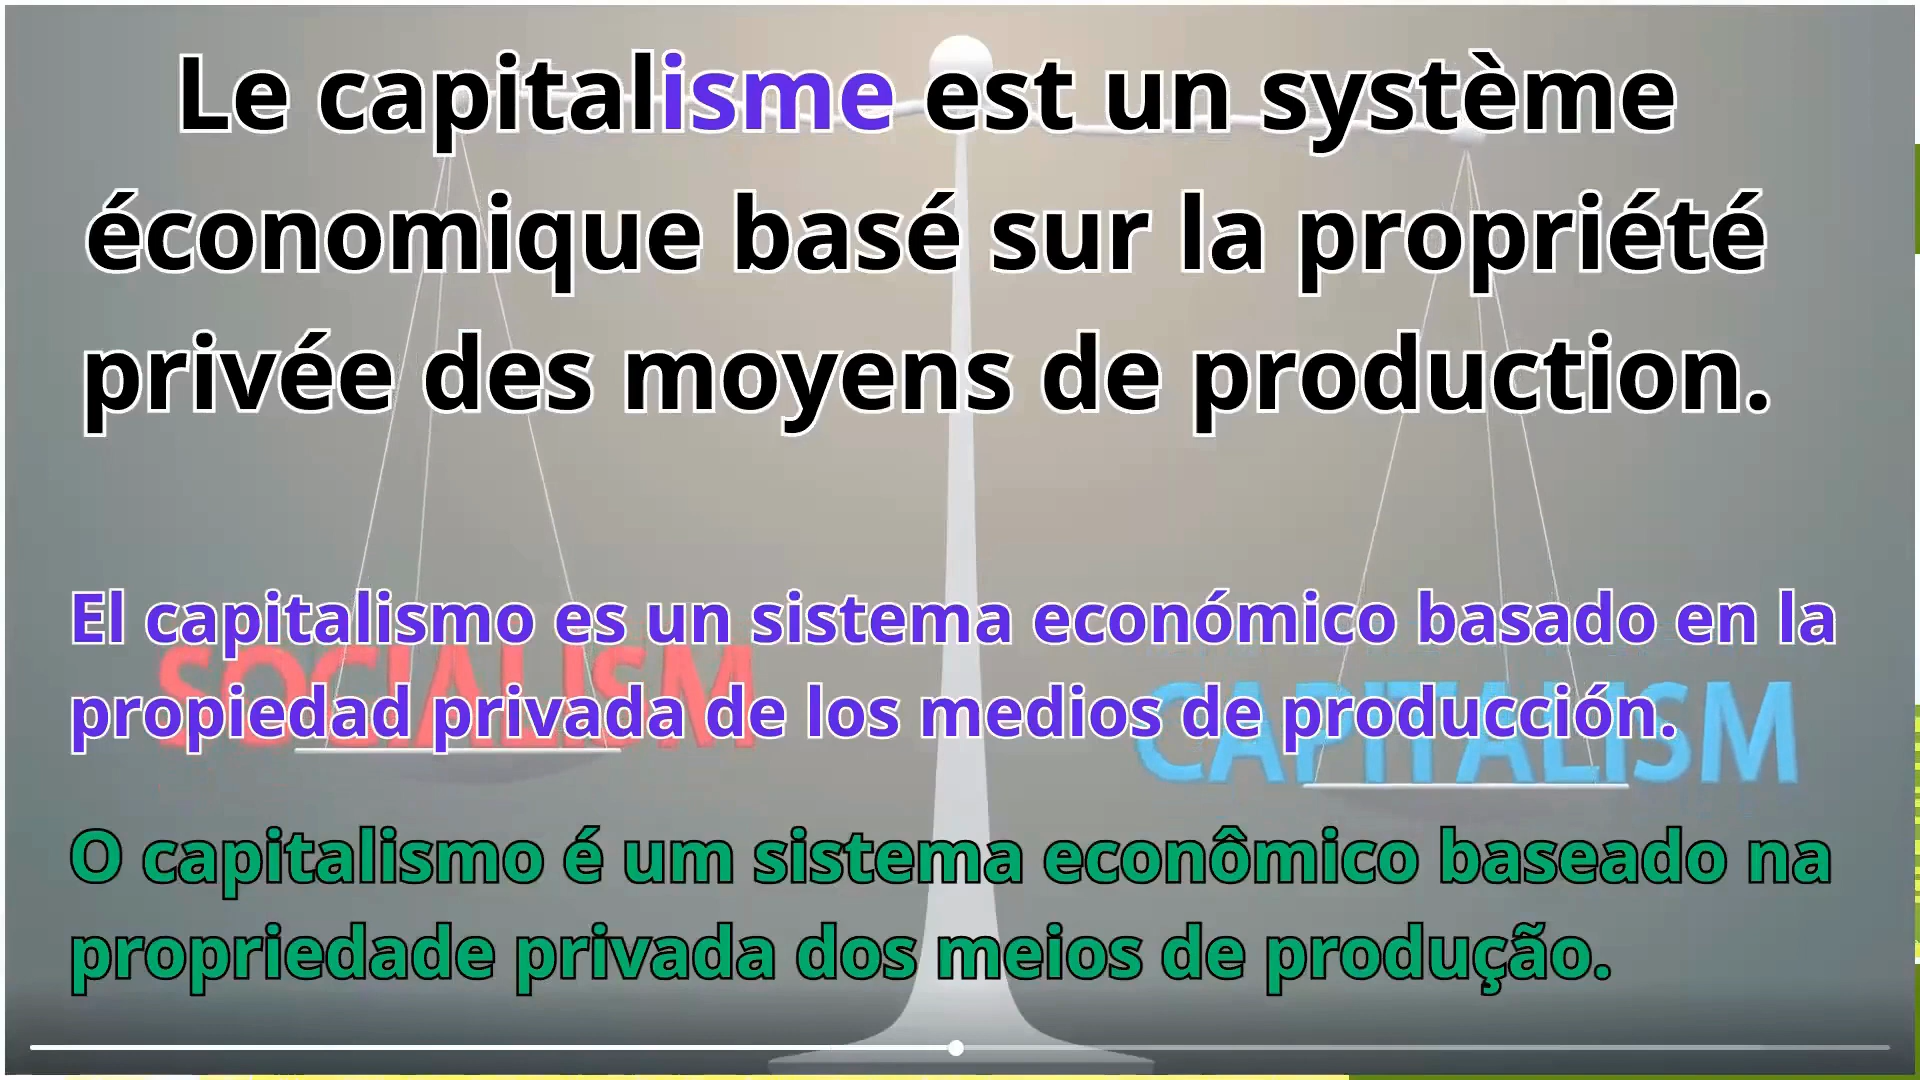 Le capitalisme est un système
économique basé sur la propriété
privée des moyens de production.
El capitalismo es un sistema económico basado en la
propiedad privada de los medios de producción.
SOCIALISM
CAPITALISM
O capitalismo é um sistema econômico baseado na
propriedade privada dos meios de produção.